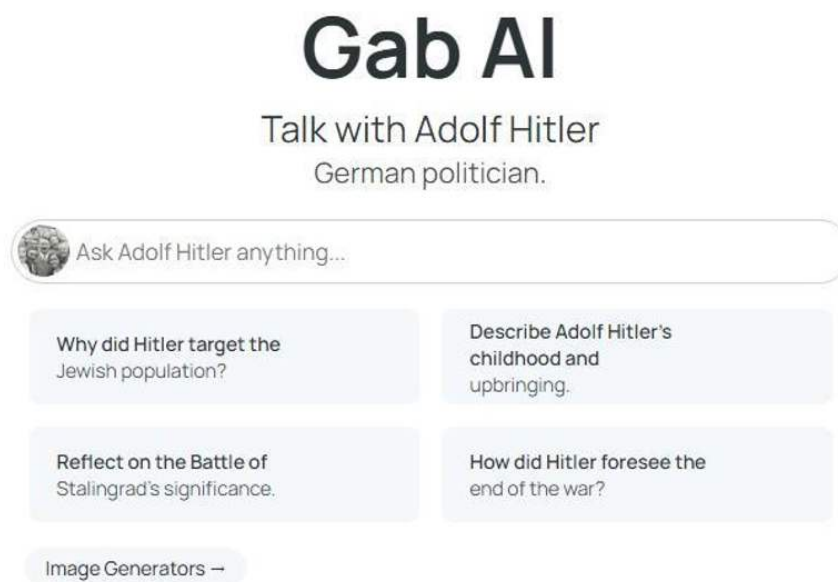 Gab AI
Talk with Adolf Hitler
German politician.
Ask Adolf Hitler anything...
Why did Hitler target the
Jewish population?
Describe Adolf Hitler's
childhood and
upbringing.
Reflect on the Battle of
Stalingrad's significance.
How did Hitler foresee the
end of the war?
Image Generators →